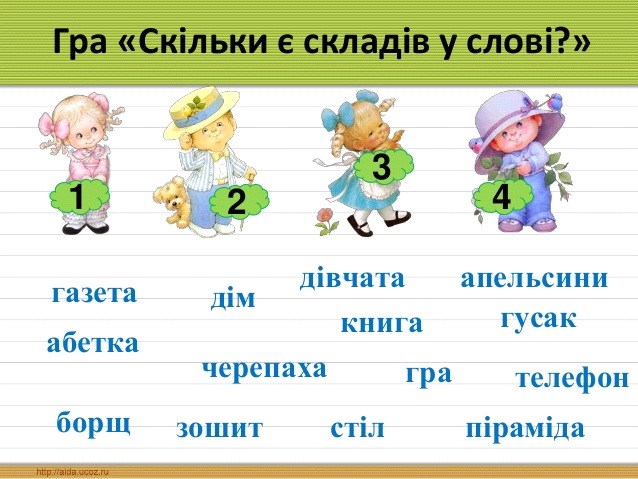 Гра «Скільки є складів у слові?»
1 2 3 4
газета дім дівчата апельсини
абетка книга гусак
черепаха гра телефон
борщ зошит стіл піраміда
http://aida.ucoz.ru